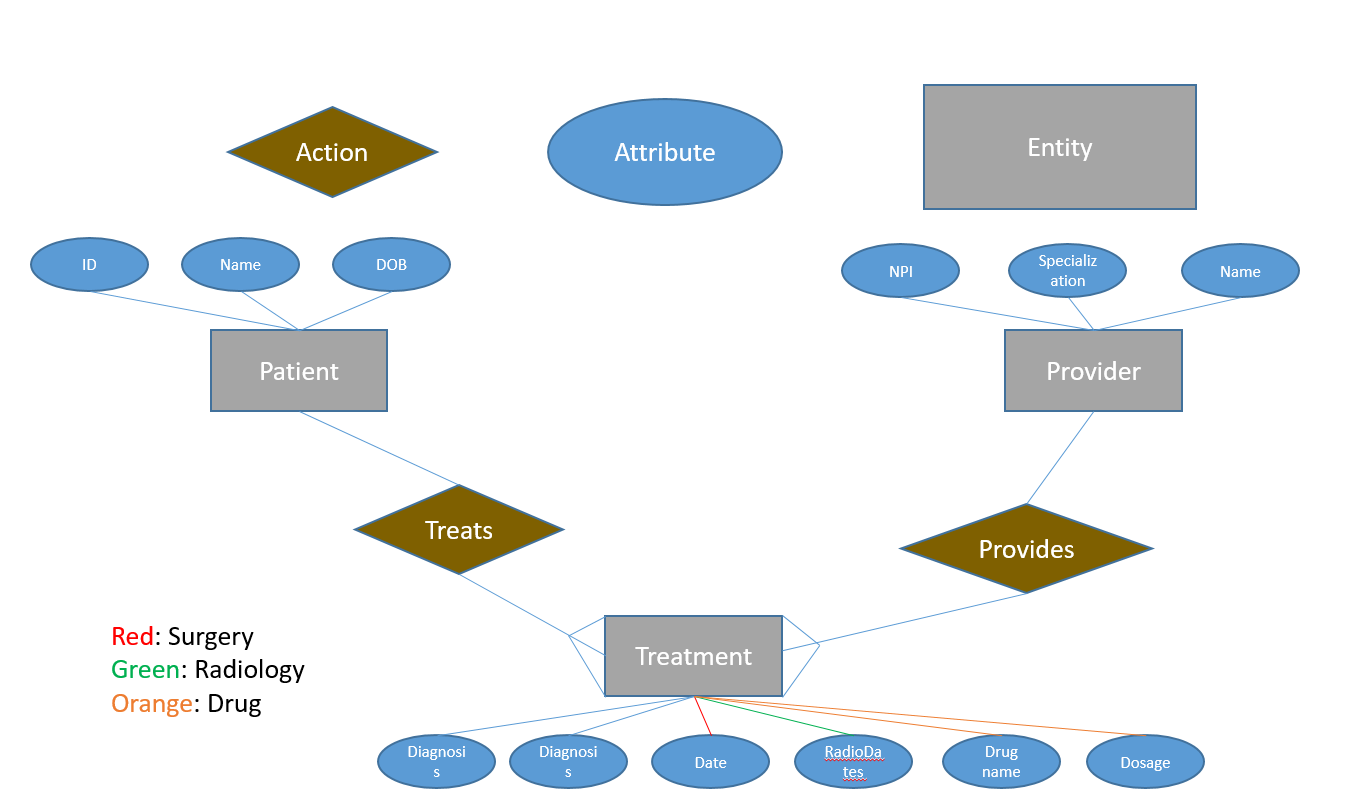 Action
Attribute
Entity
ID
Name
DOB
NPI
Specializ
ation
Name
Patient
Provider
Treats
Provides
Red: Surgery
Green: Radiology
Orange: Drug
Treatment
Diagnosi
s
Diagnosi
s
Date
RadioDa
tes
Drug
name
Dosage